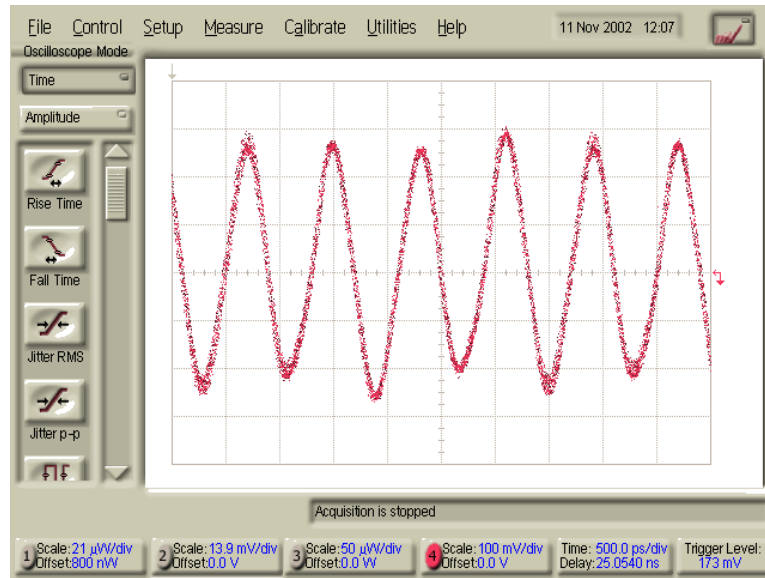 File Control Setup Measure Calibrate Utilities Help 11 Nov 2002 12:07
Oscilloscope Mode
Time
Amplitude
Rise Time
Fall Time
Jitter RMS
Jitter p-p
Acquisition is stopped
1 Scale:21 µW/div 2 Scale:13.9 mV/div 3 Scale:50 µW/div 4 Scale:100 mV/div Time: 500.0 ps/div Trigger Level:
Offset:800 nW Offset:0.0 V Offset:0.0 W Offset:0.0 V Delay:25.0540 ns 173 mV